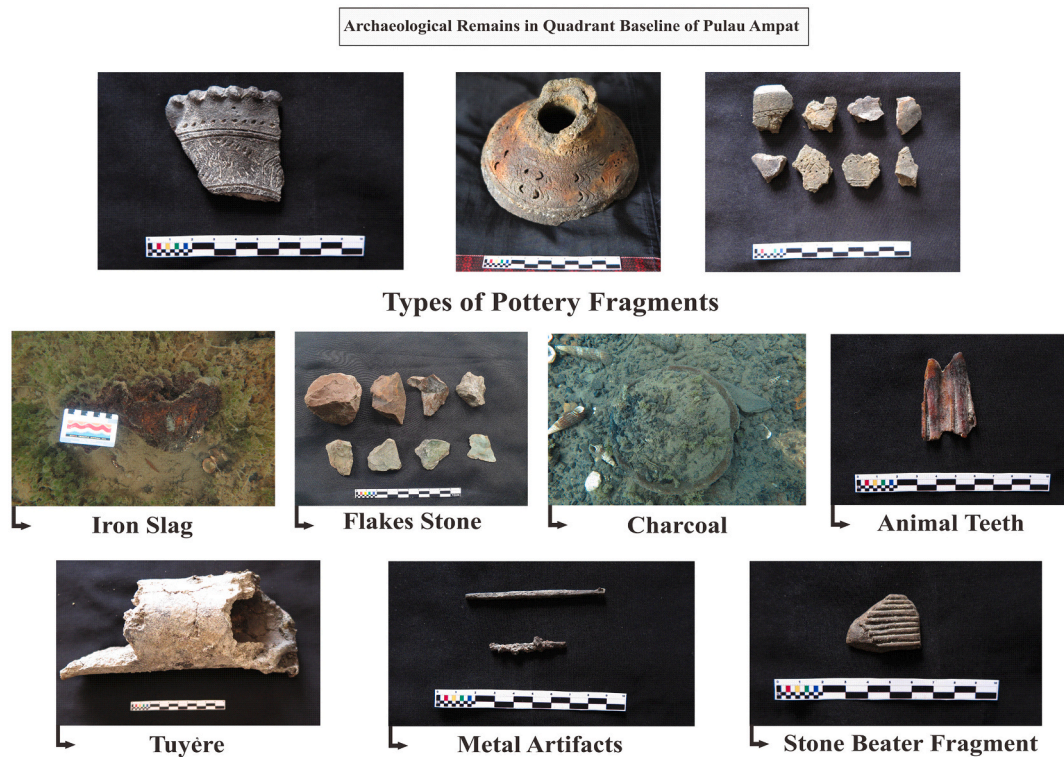 Archaeological Remains in Quadrant Baseline of Pulau Ampat
Types of Pottery Fragments
Iron Slag
Flakes Stone
Charcoal
Animal Teeth
Tuyère
Metal Artifacts
Stone Beater Fragment